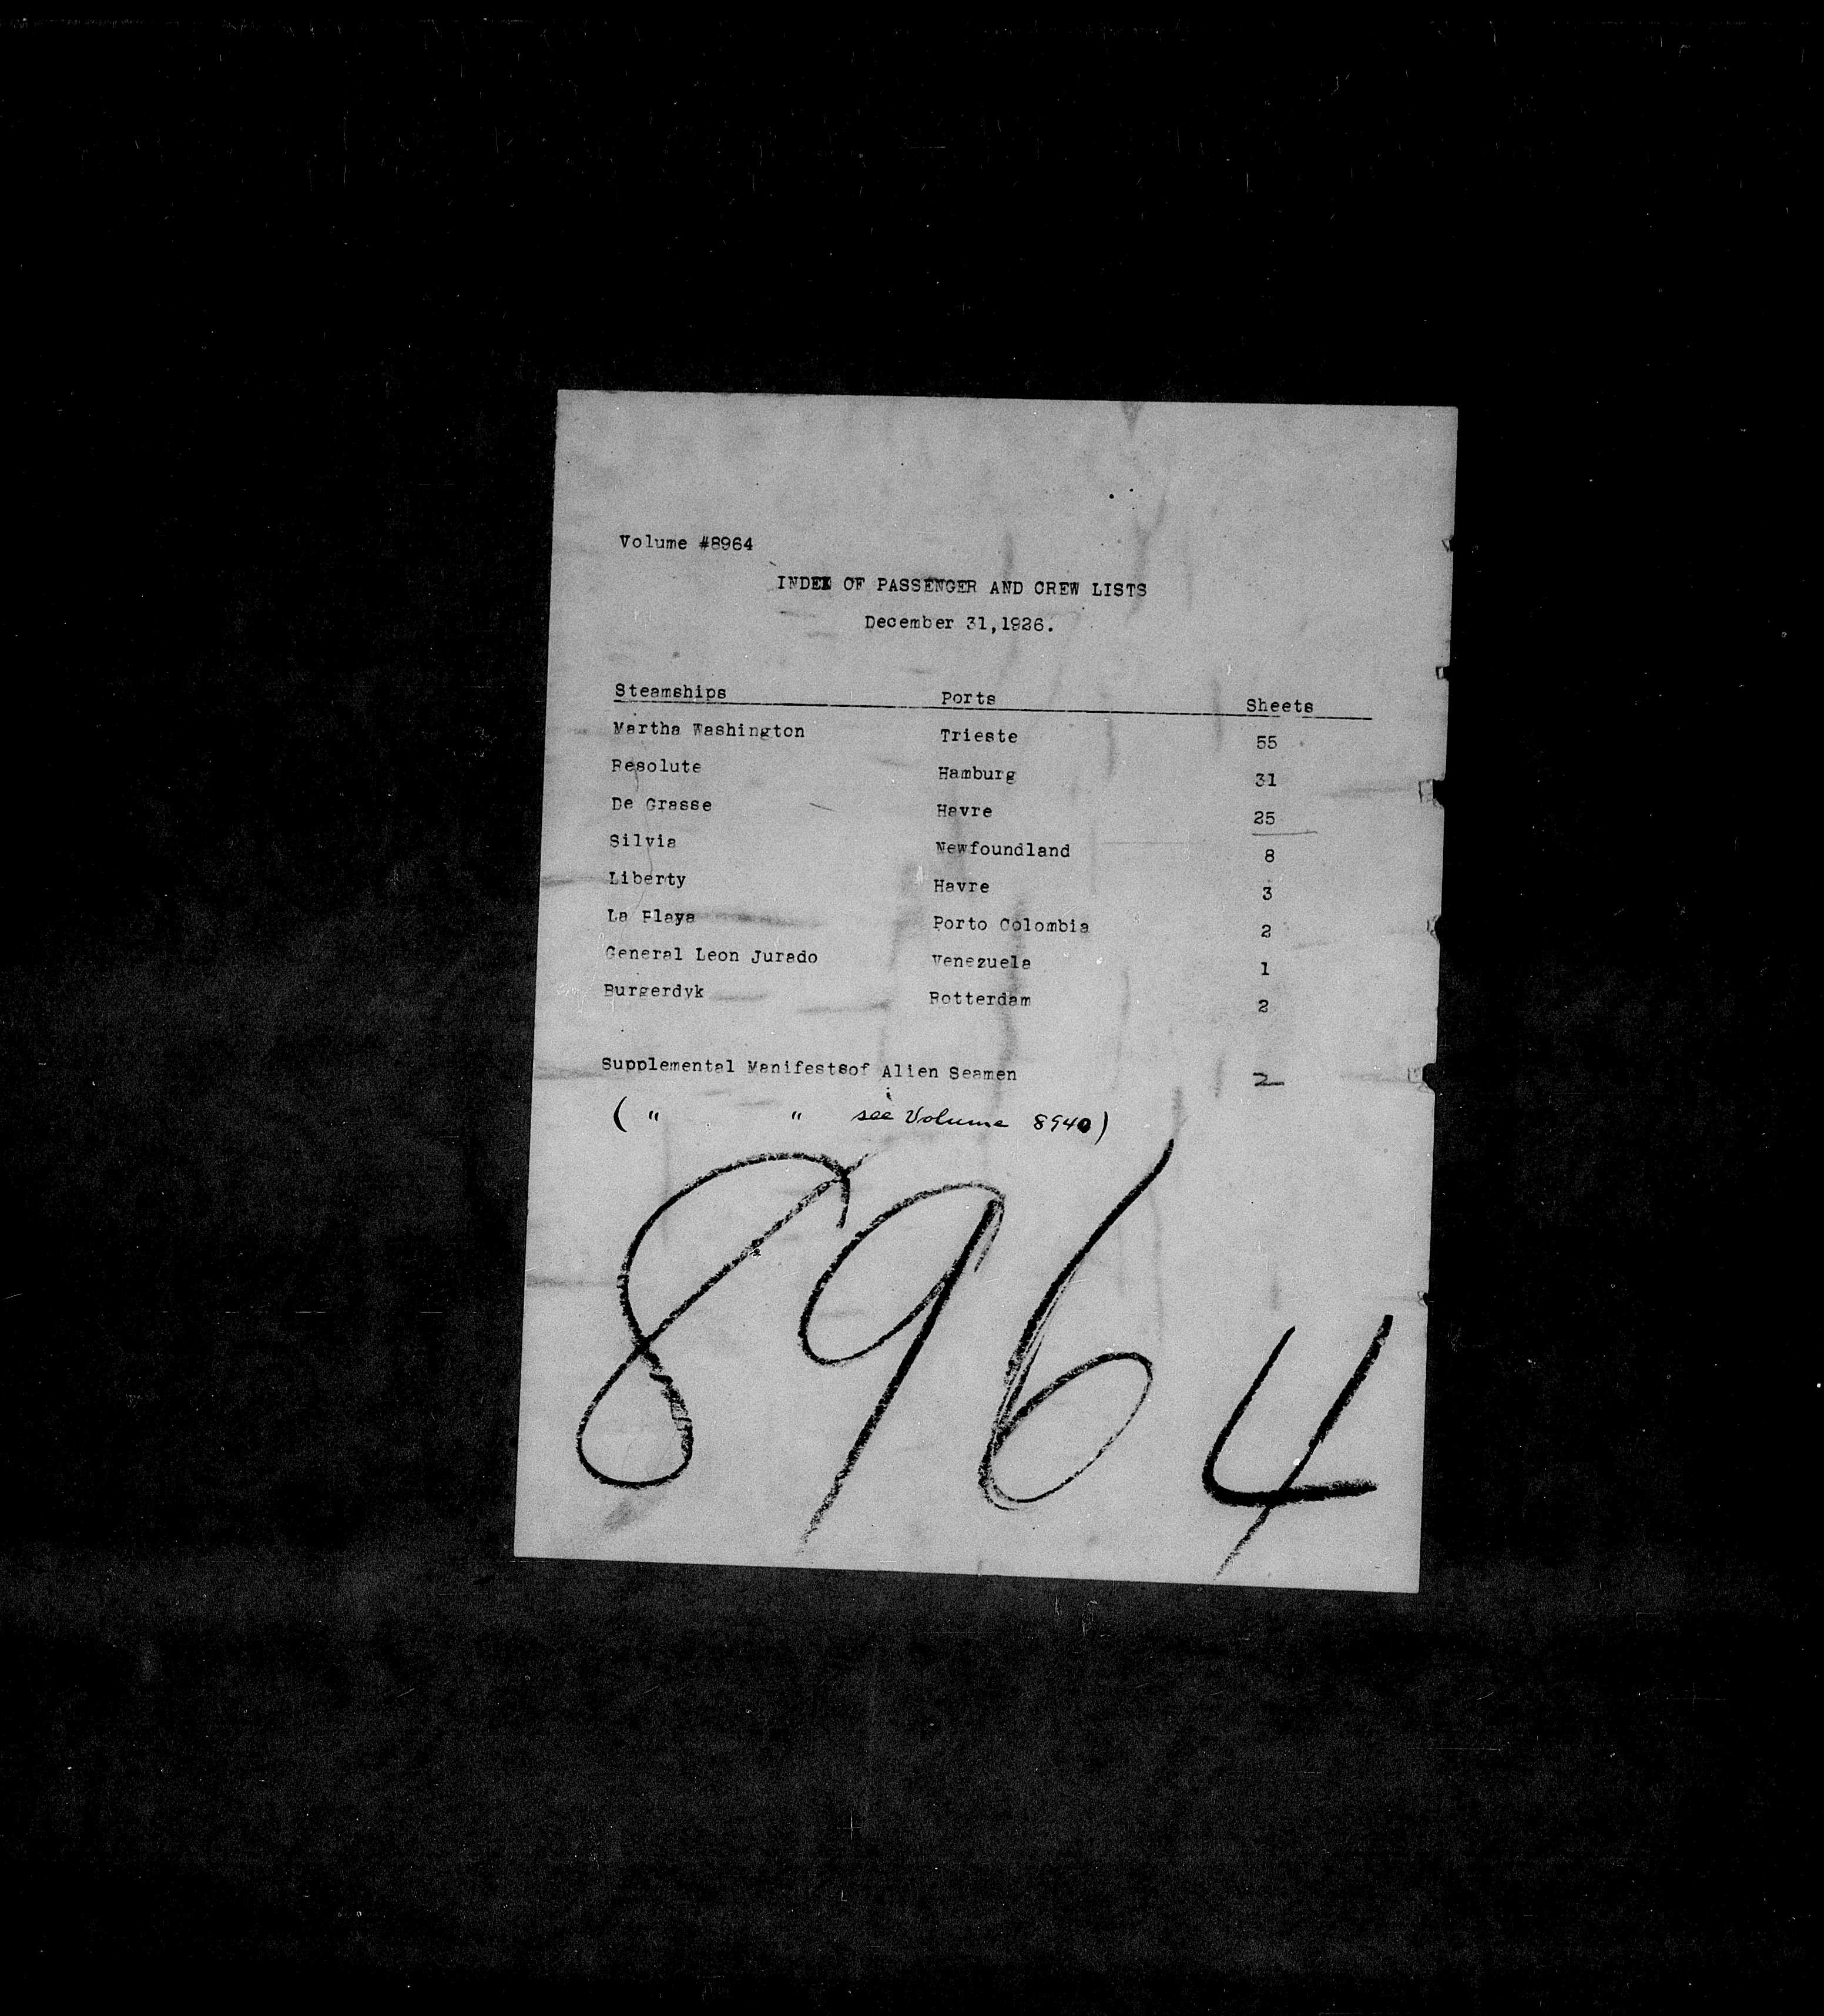 Volume #8964
INDEX OF PASSENGER AND CREW LISTS
December 31,1926.
Steamships Ports Sheets
Martha Washington Trieste 55
Resolute Hamburg 31
De Grasse Havre 25
Silvia Newfoundland 8
Liberty Havre 3
La Playa Porto Colombia 2
General Leon Jurado Venezuela 1
Burgerdyk Rotterdam 2
Supplemental Manifestsof Alien Seamen 2
( " " see Volume 8940)
8964